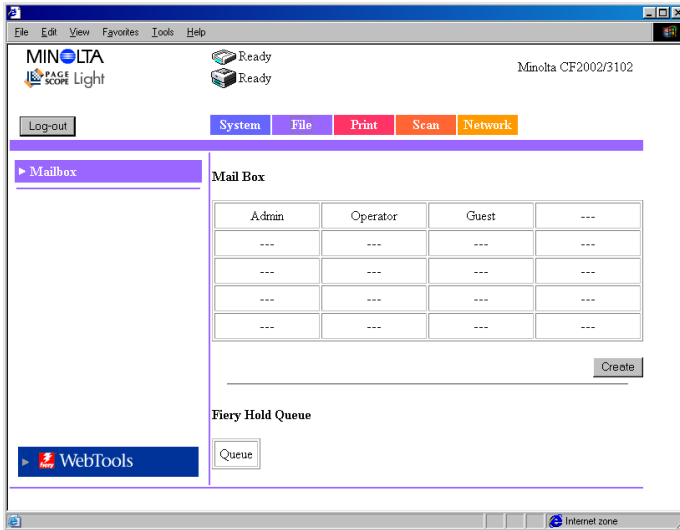 File Edit View Favorites Tools Help
MINOLTA
PAGE SCOPE Light
Ready
Ready
Minolta CF2002/3102
Log-out
System File Print Scan Network
Mailbox
Mail Box
Admin Operator Guest ---
--- --- --- ---
--- --- --- ---
--- --- --- ---
--- --- --- ---
Create
Fiery Hold Queue
Queue
fiery WebTools
Internet zone